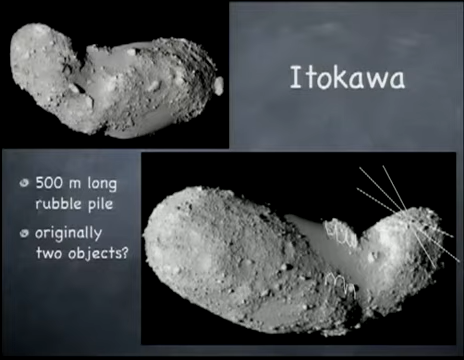 Itokawa
500 m long
rubble pile
originally
two objects?